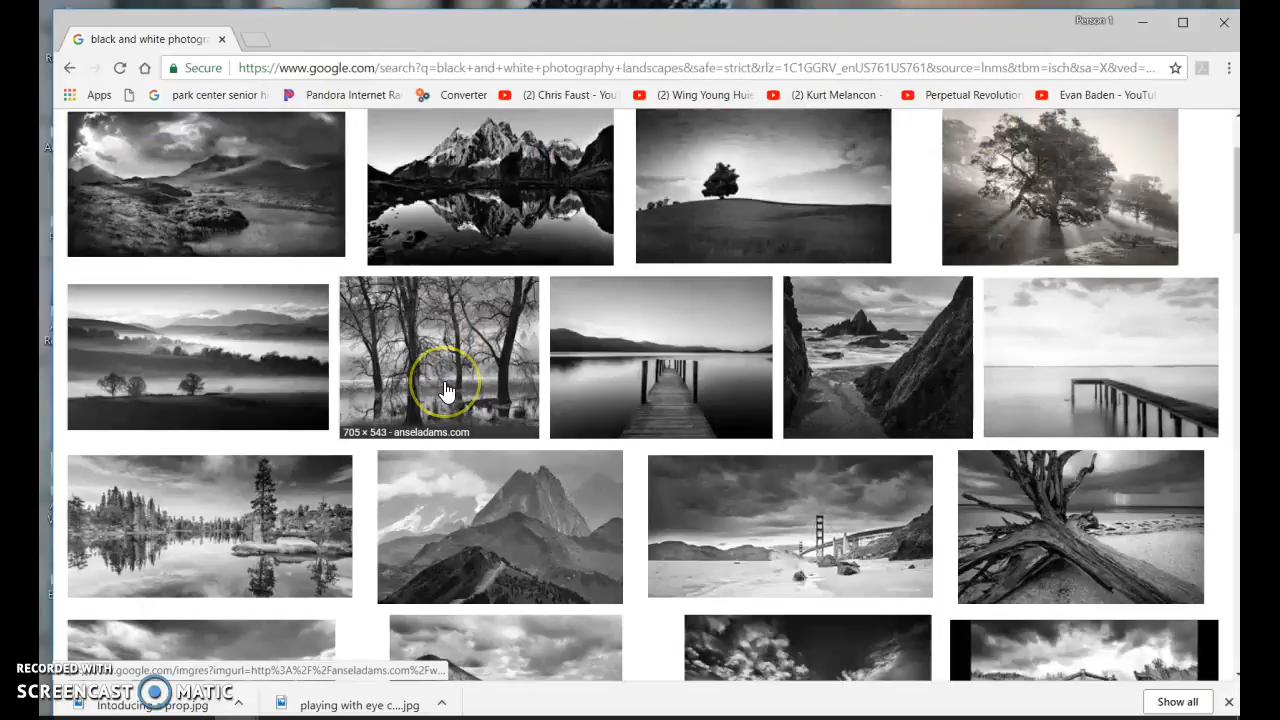 Person 1
black and white photogra
Secure
https://www.google.com/search?q=black+and+white+photography+landscapes&safe=strict&rlz=1C1GGRV_enUS761US761&source=lnms&tbm=isch&sa=X&ved=...
Apps
park center senior hi
Pandora Internet Ra
Converter
(2) Chris Faust - You
(2) Wing Young Huie
(2) Kurt Melancon -
Perpetual Revolution
Evan Baden - YouTu
705 × 543 - anseladams.com
.google.com/imgres?imgurl=http%3A%2F%2Fanseladams.com%2Fw...
RECORDED WITH
SCREENCAST MATIC
prop.jpg
playing with eye c....jpg
Show all